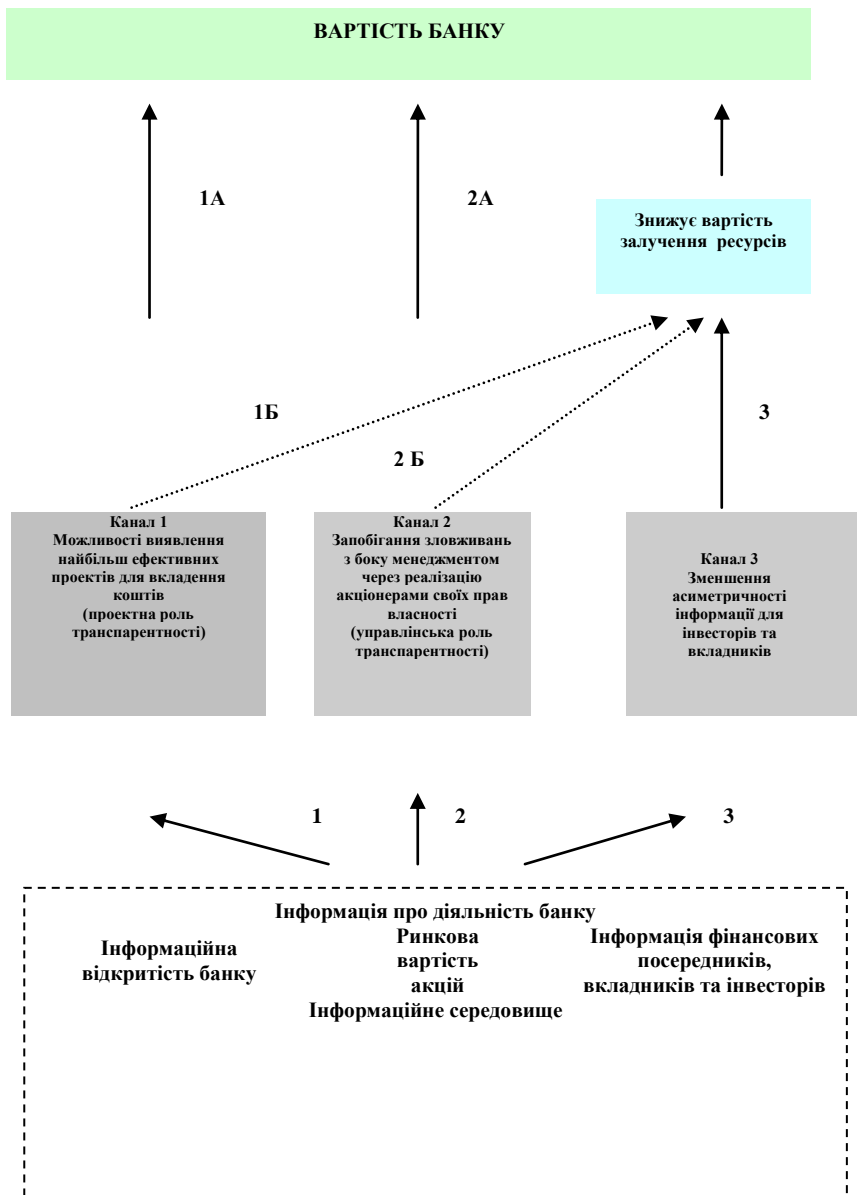 ВАРТІСТЬ БАНКУ
1А
2А
Знижує вартість
залучення ресурсів
1Б
2 Б
3
Канал 1
Можливості виявлення
найбільш ефективних
проектів для вкладення
коштів
(проектна роль
транспарентності)
Канал 2
Запобігання зловживань
з боку менеджментом
через реалізацію
акціонерами своїх прав
власності
(управлінська роль
транспарентності)
Канал 3
Зменшення
асиметричності
інформації для
інвесторів та
вкладників
1
2
3
Інформація про діяльність банку
Інформаційна
відкритість банку
Ринкова
вартість
акцій
Інформація фінансових
посередників,
вкладників та інвесторів
Інформаційне середовище